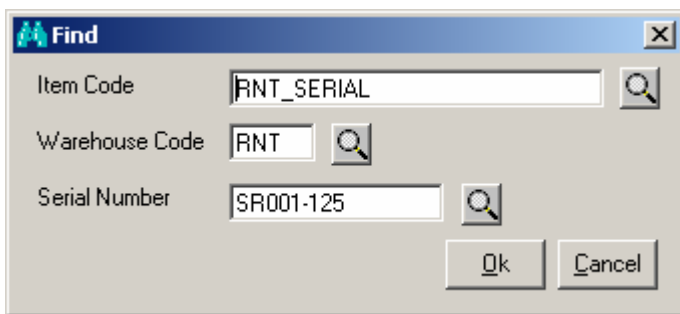 Find
Item Code RNT_SERIAL
Warehouse Code RNT
Serial Number SR001-125
Ok Cancel